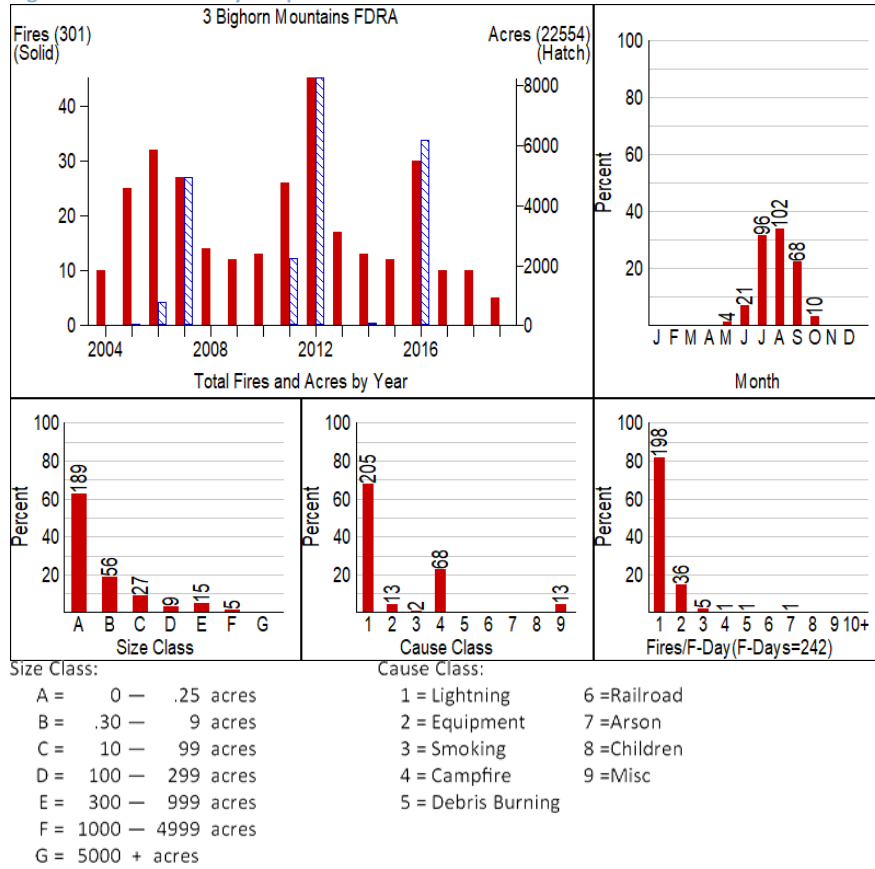 3 Bighorn Mountains FDRA
Fires (301)
(Solid)
Acres (22554)
(Hatch)
40
30
20
10
0
8000
6000
4000
2000
0
2004 2008 2012 2016
Total Fires and Acres by Year
100
80
60
40
20
Percent
4 21 96 102 68 10
J F M A M J J A S O N D
Month
100
80
60
40
20
Percent
189 56 27 9 15 5
A B C D E F G
Size Class
100
80
60
40
20
Percent
205 13 2 68 13
1 2 3 4 5 6 7 8 9
Cause Class
100
80
60
40
20
Percent
198 36 5 1 1 1
1 2 3 4 5 6 7 8 9 10+
Fires/F-Day(F-Days=242)
Size Class:
A = 0 — .25 acres
B = .30 — 9 acres
C = 10 — 99 acres
D = 100 — 299 acres
E = 300 — 999 acres
F = 1000 — 4999 acres
G = 5000 + acres
Cause Class:
1 = Lightning
2 = Equipment
3 = Smoking
4 = Campfire
5 = Debris Burning
6 =Railroad
7 =Arson
8 =Children
9 =Misc